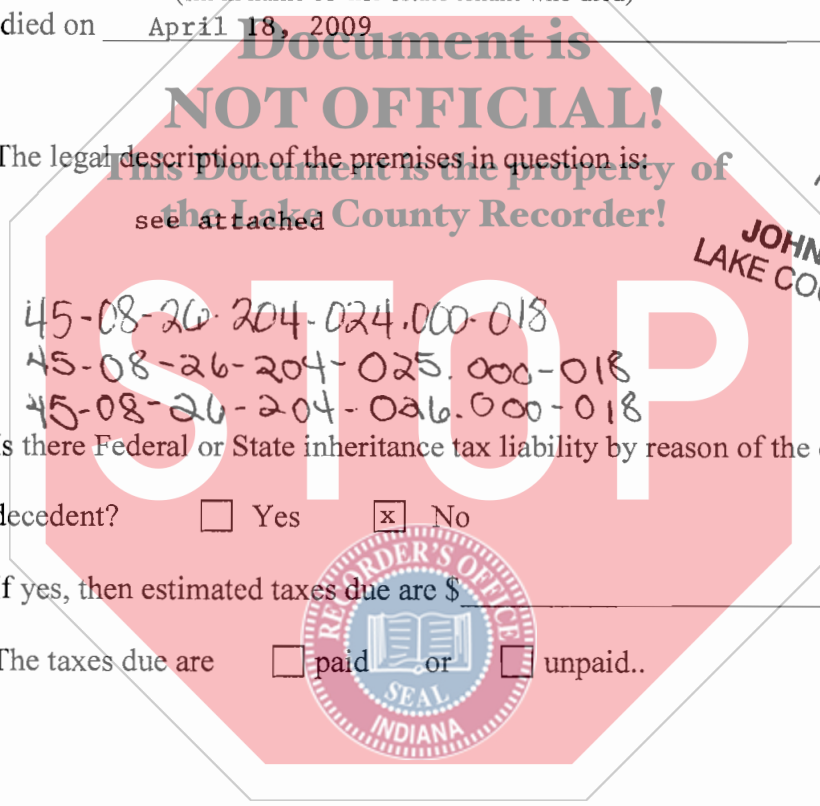 died on April 18, 2009
Document is
NOT OFFICIAL!
The legal description of the premises in question is:
This Document is the property of
the Lake County Recorder!
see attached
JOHN
LAKE CO
STOP
45-08-26-204-024.000-018
45-08-26-204-025.000-018
45-08-26-204-026.000-018
Is there Federal or State inheritance tax liability by reason of the
decedent? Yes x No
If yes, then estimated taxes due are $
The taxes due are paid or unpaid..
RECORDER'S OFFICE
SEAL
INDIANA